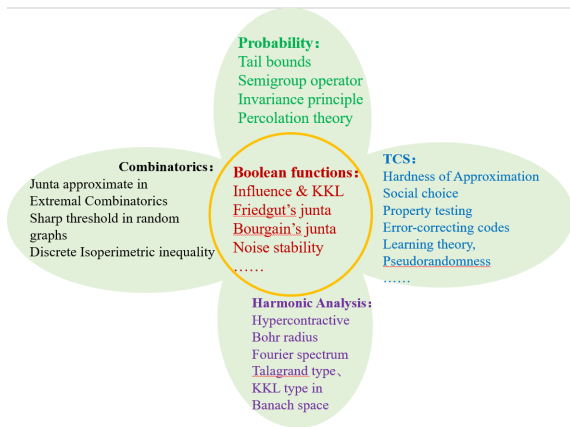 Probability：
Tail bounds
Semigroup operator
Invariance principle
Percolation theory
Combinatorics：
Junta approximate in
Extremal Combinatorics
Sharp threshold in random
graphs
Discrete Isoperimetric inequality
Boolean functions：
Influence & KKL
Friedgut’s junta
Bourgain’s junta
Noise stability
……
TCS：
Hardness of Approximation
Social choice
Property testing
Error-correcting codes
Learning theory,
Pseudorandomness
……
Harmonic Analysis：
Hypercontractive
Bohr radius
Fourier spectrum
Talagrand type、
KKL type in
Banach space